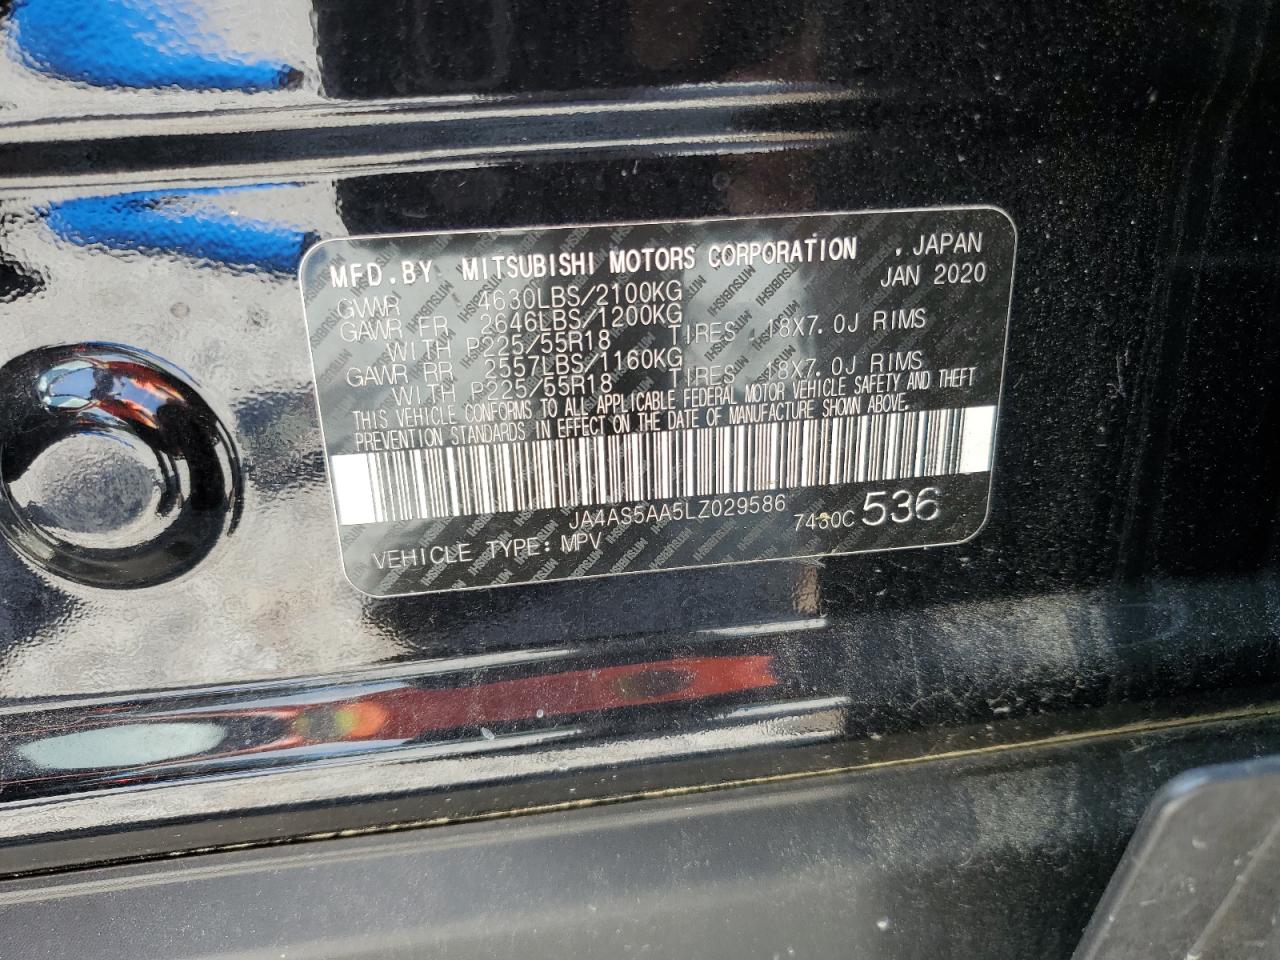 MFD.BY MITSUBISHI MOTORS CORPORATION . JAPAN
JAN 2020
GVWR 4630LBS/2100KG
GAWR FR 2646LBS/1200KG
WITH P225/55R18 TIRES 18X7.0J RIMS
GAWR RR 2557LBS/1160KG
WITH P225/55R18 TIRES 18X7.0J RIMS
THIS VEHICLE CONFORMS TO ALL APPLICABLE FEDERAL MOTOR VEHICLE SAFETY AND THEFT
PREVENTION STANDARDS IN EFFECT ON THE DATE OF MANUFACTURE SHOWN ABOVE.
JA4AS5AA5LZ029586 7430C 536
VEHICLE TYPE: MPV